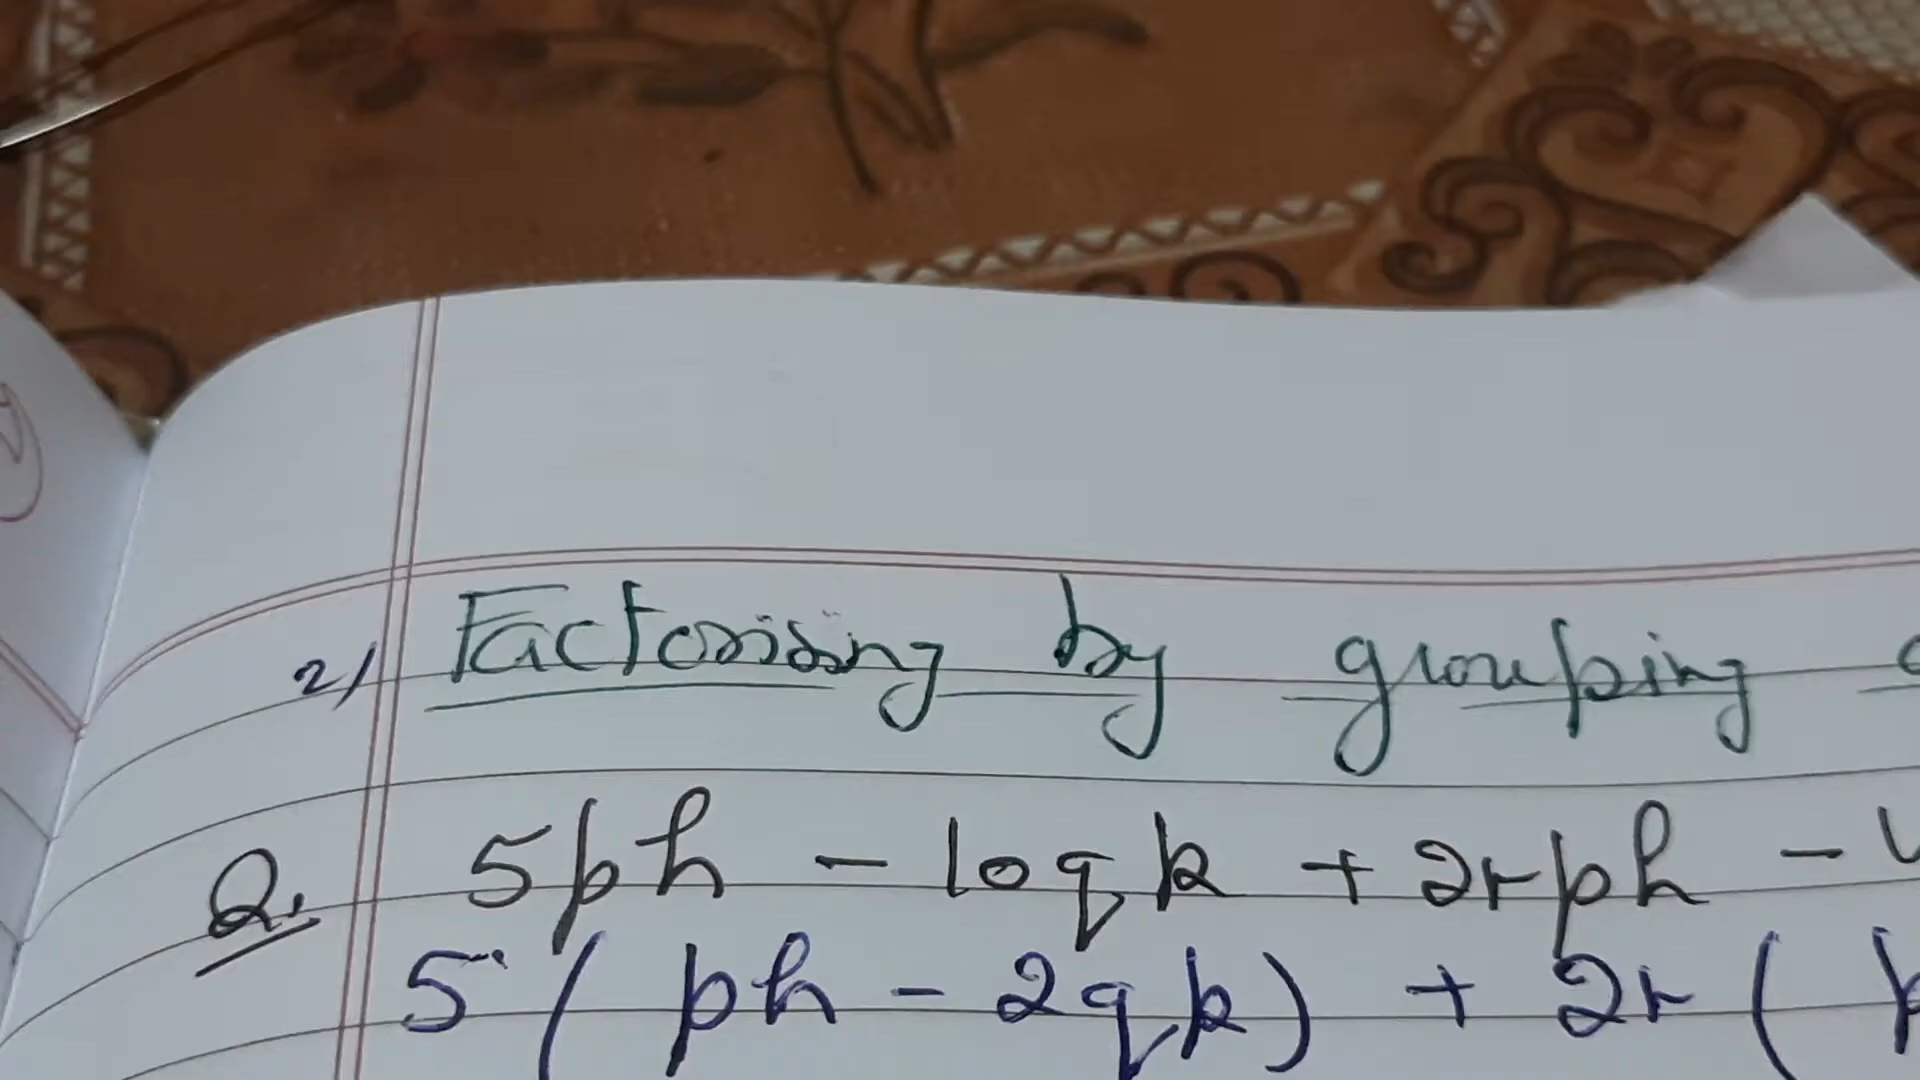 2) Factorising by grouping
Q. 5ph - 10qk + 2rph -
5 ( ph - 2qk) + 2r (